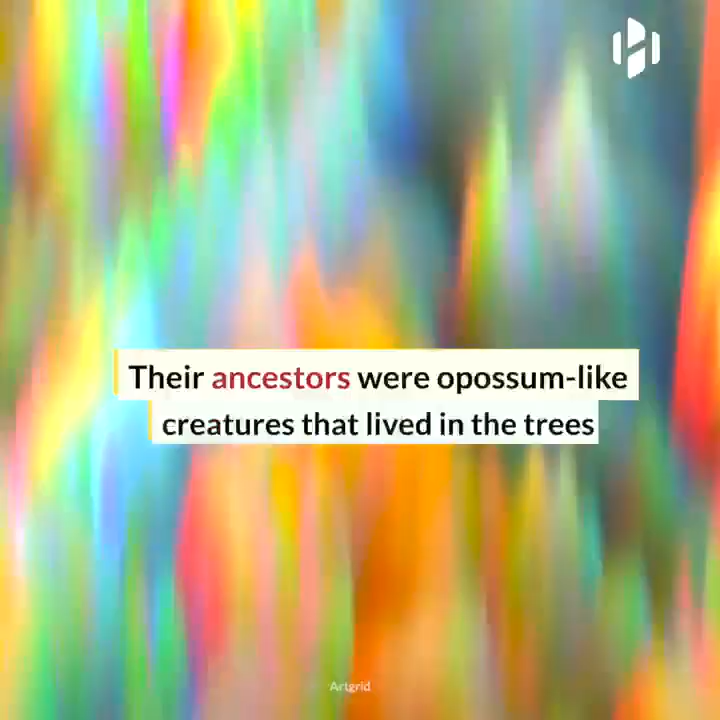 Their ancestors were opossum-like
creatures that lived in the trees
Artgrid